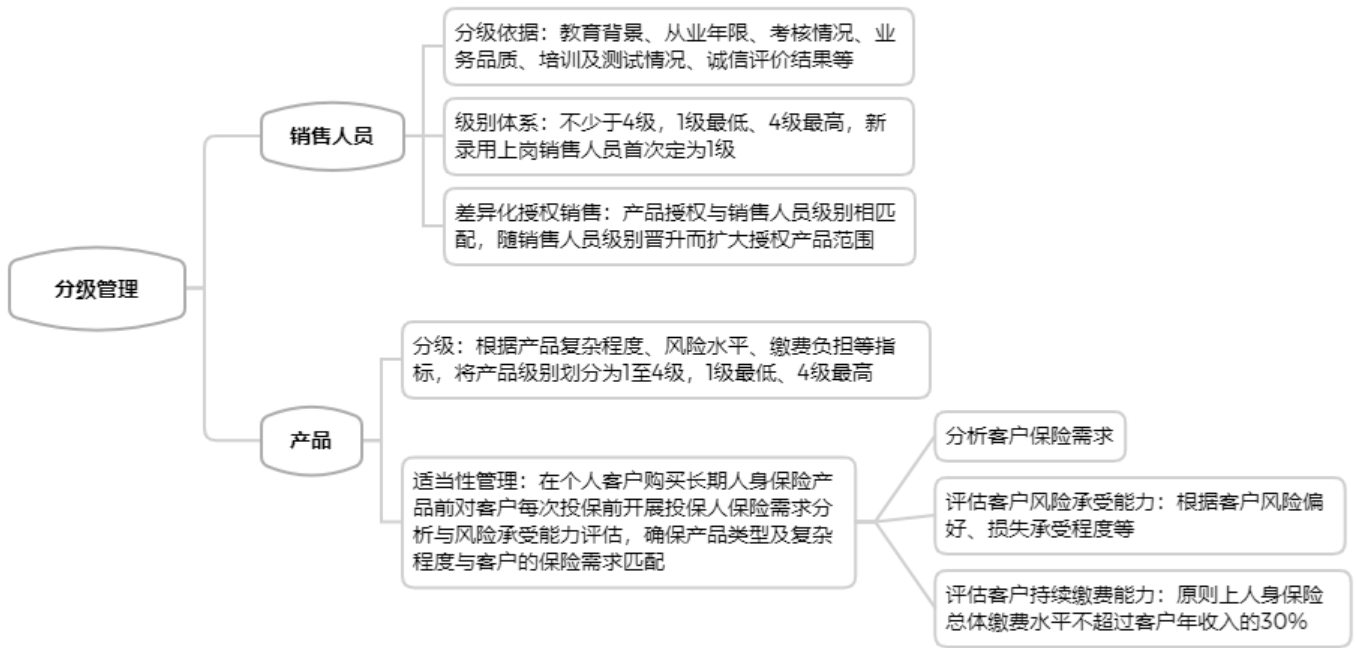 分级管理
销售人员
分级依据：教育背景、从业年限、考核情况、业
务品质、培训及测试情况、诚信评价结果等
级别体系：不少于4级，1级最低、4级最高，新
录用上岗销售人员首次定为1级
差异化授权销售：产品授权与销售人员级别相匹
配，随销售人员级别晋升而扩大授权产品范围
产品
分级：根据产品复杂程度、风险水平、缴费负担等指
标，将产品级别划分为1至4级，1级最低、4级最高
适当性管理：在个人客户购买长期人身保险产
品前对客户每次投保前开展投保人保险需求分
析与风险承受能力评估，确保产品类型及复杂
程度与客户的保险需求匹配
分析客户保险需求
评估客户风险承受能力：根据客户风险偏
好、损失承受程度等
评估客户持续缴费能力：原则上人身保险
总体缴费水平不超过客户年收入的30%